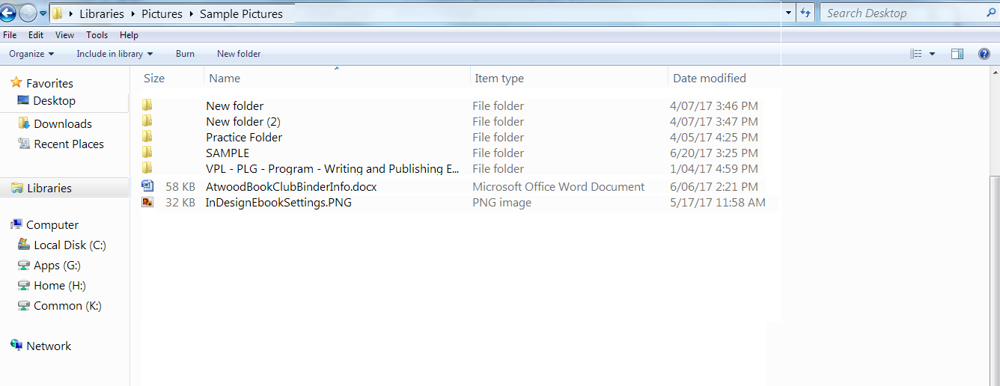 Libraries Pictures Sample Pictures Search Desktop
File Edit View Tools Help
Organize Include in library Burn New folder
Favorites
Desktop
Downloads
Recent Places
Libraries
Computer
Local Disk (C:)
Apps (G:)
Home (H:)
Common (K:)
Network
Size Name Item type Date modified
New folder File folder 4/07/17 3:46 PM
New folder (2) File folder 4/07/17 3:47 PM
Practice Folder File folder 4/05/17 4:25 PM
SAMPLE File folder 6/20/17 3:25 PM
VPL - PLG - Program - Writing and Publishing E... File folder 1/04/17 4:59 PM
58 KB AtwoodBookClubBinderInfo.docx Microsoft Office Word Document 6/06/17 2:21 PM
32 KB InDesignEbookSettings.PNG PNG image 5/17/17 11:58 AM